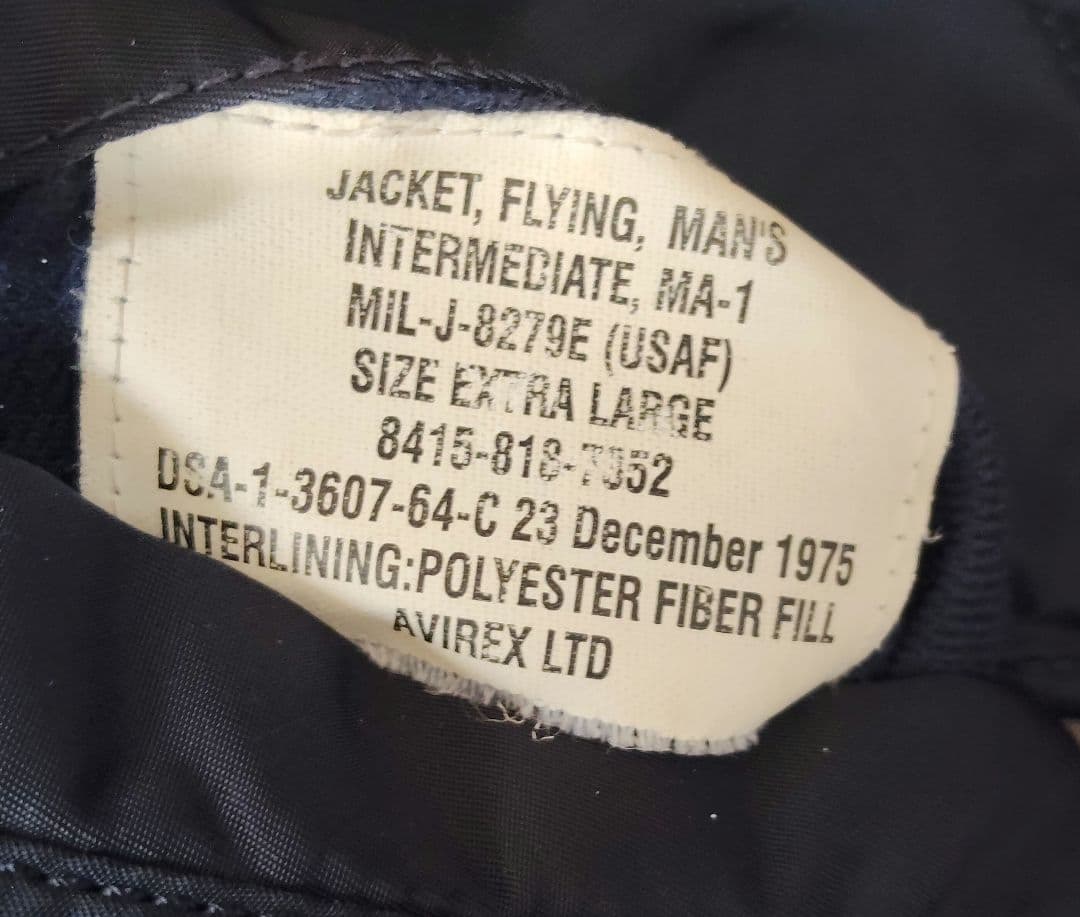 JACKET, FLYING, MAN'S
INTERMEDIATE, MA-1
MIL-J-8279E (USAF)
SIZE EXTRA LARGE
8415-818-7352
DSA-1-3607-64-C 23 December 1975
INTERLINING:POLYESTER FIBER FILL
AVIREX LTD